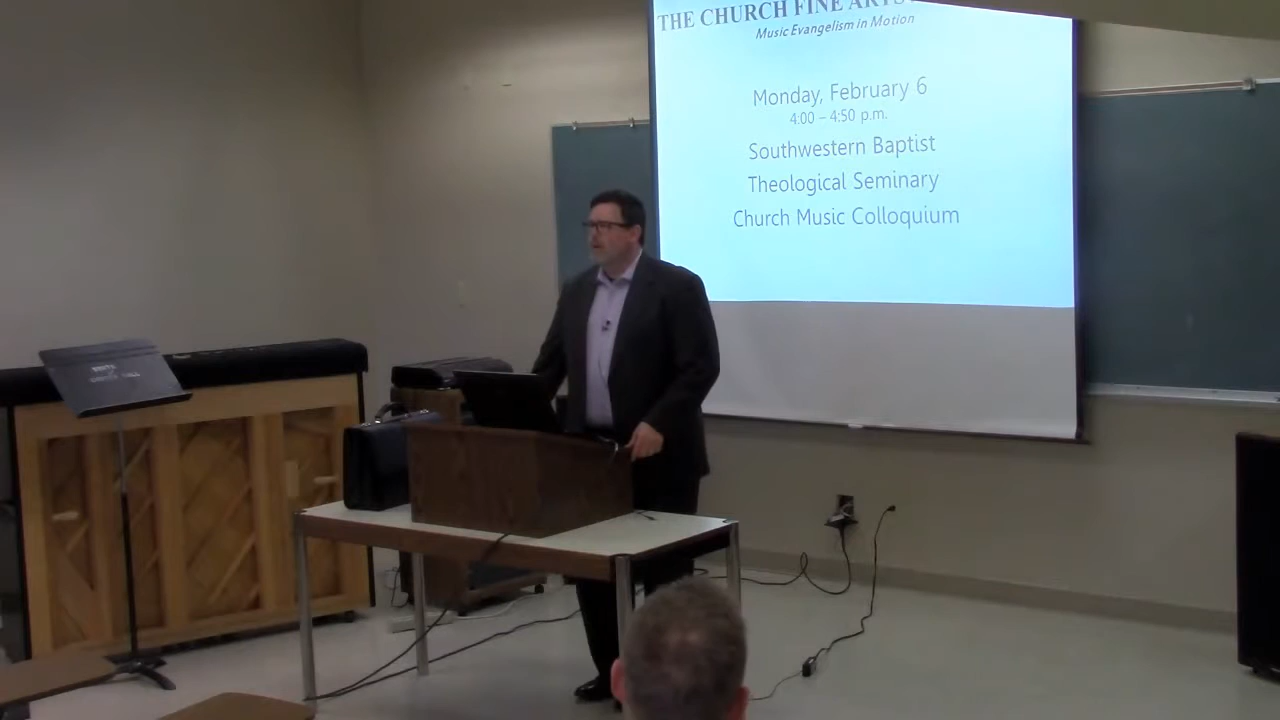 THE CHURCH FINE ARTS
Music Evangelism in Motion
Monday, February 6
4:00 – 4:50 p.m.
Southwestern Baptist
Theological Seminary
Church Music Colloquium